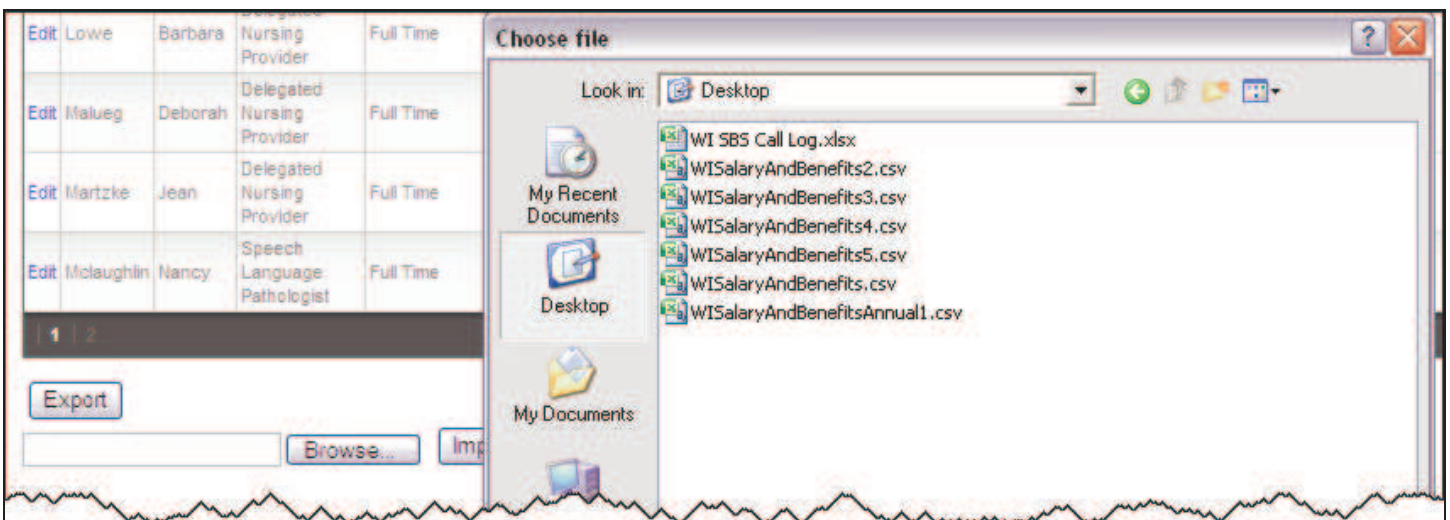 Delegated
Edit Lowe Barbara Nursing Full Time
Provider
Delegated
Edit Malueg Deborah Nursing Full Time
Provider
Delegated
Edit Martzke Jean Nursing Full Time
Provider
Speech
Edit Mclaughlin Nancy Language Full Time
Pathologist
1 2
Export
Browse... Imp
Choose file
Look in: Desktop
My Recent
Documents
Desktop
My Documents
WI SBS Call Log.xlsx
WISalaryAndBenefits2.csv
WISalaryAndBenefits3.csv
WISalaryAndBenefits4.csv
WISalaryAndBenefits5.csv
WISalaryAndBenefits.csv
WISalaryAndBenefitsAnnual1.csv